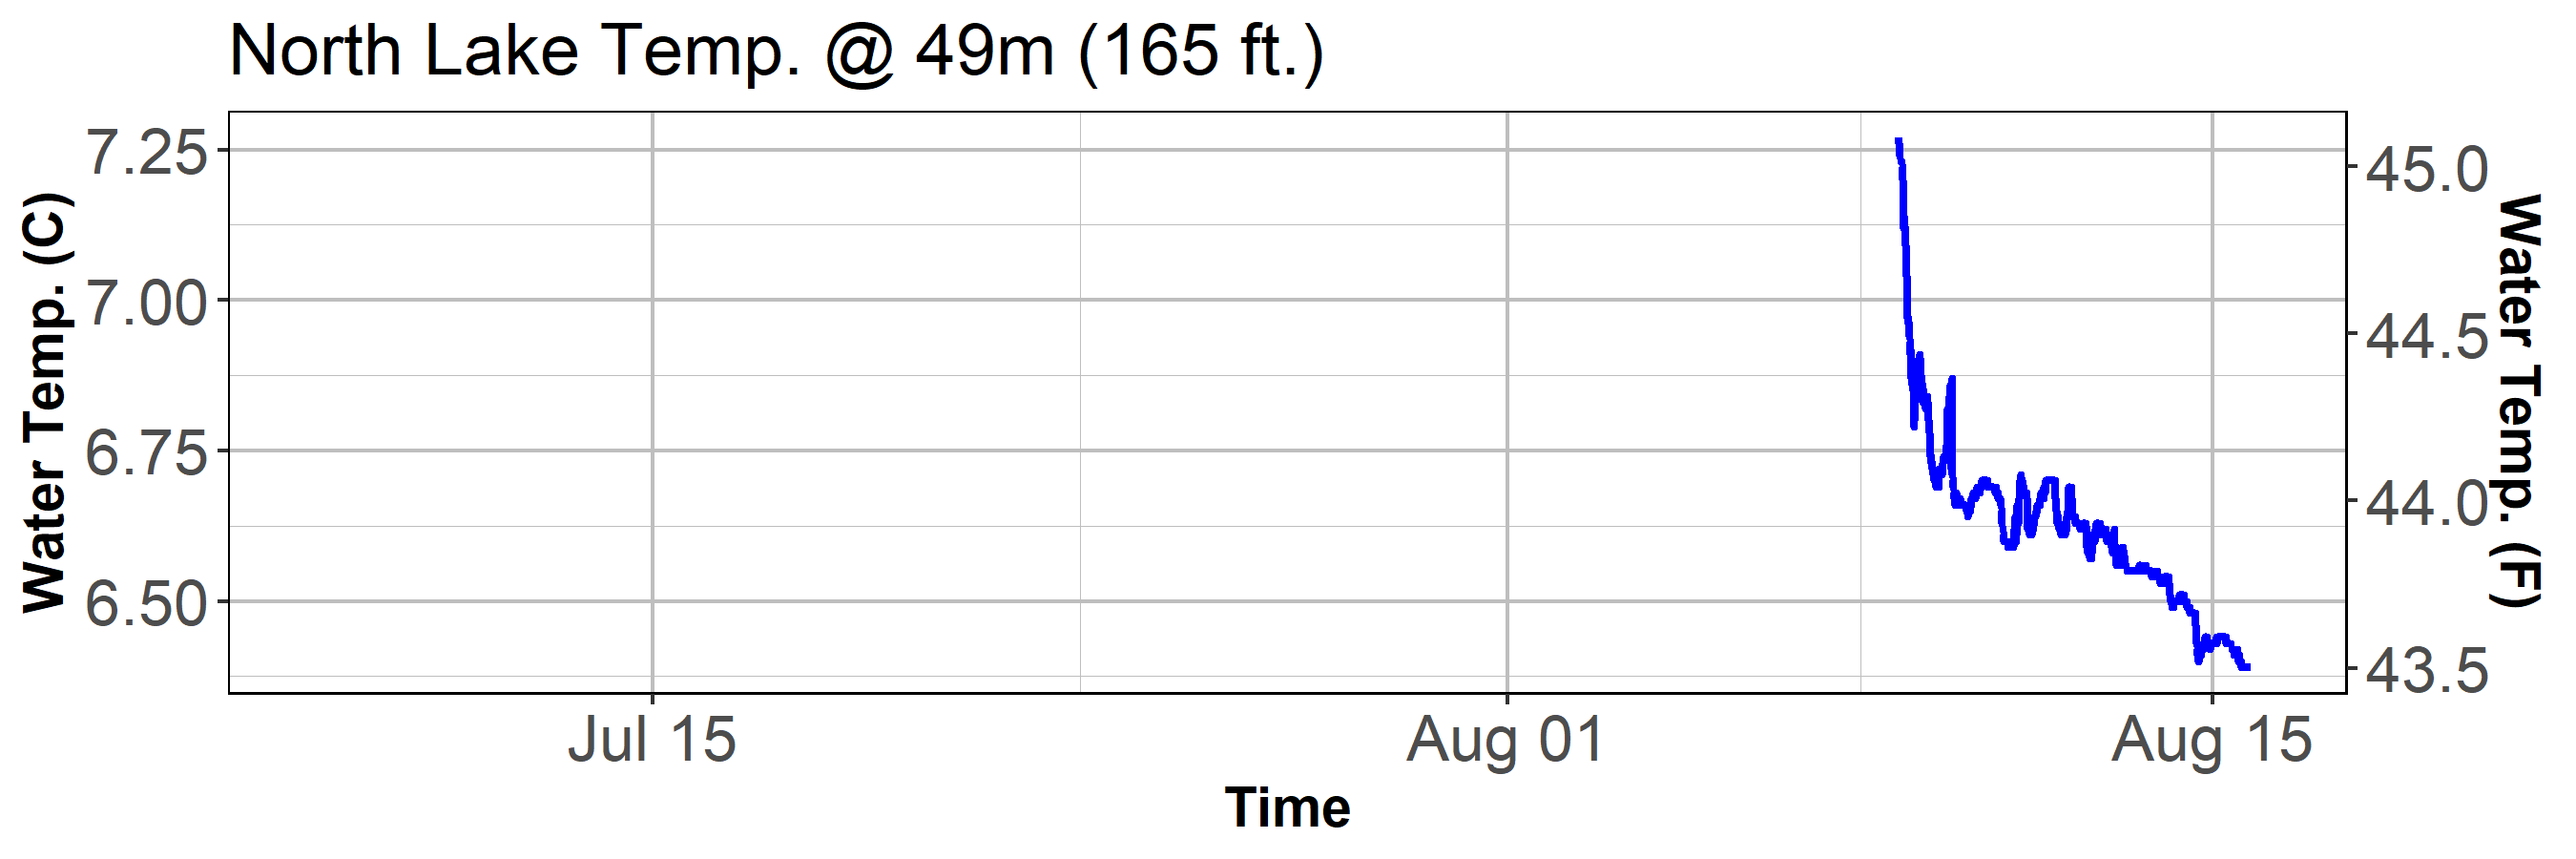 North Lake Temp. @ 49m (165 ft.)
Water Temp. (C)
7.25
7.00
6.75
6.50
45.0
44.5
44.0
43.5
Water Temp. (F)
Jul 15
Aug 01
Aug 15
Time